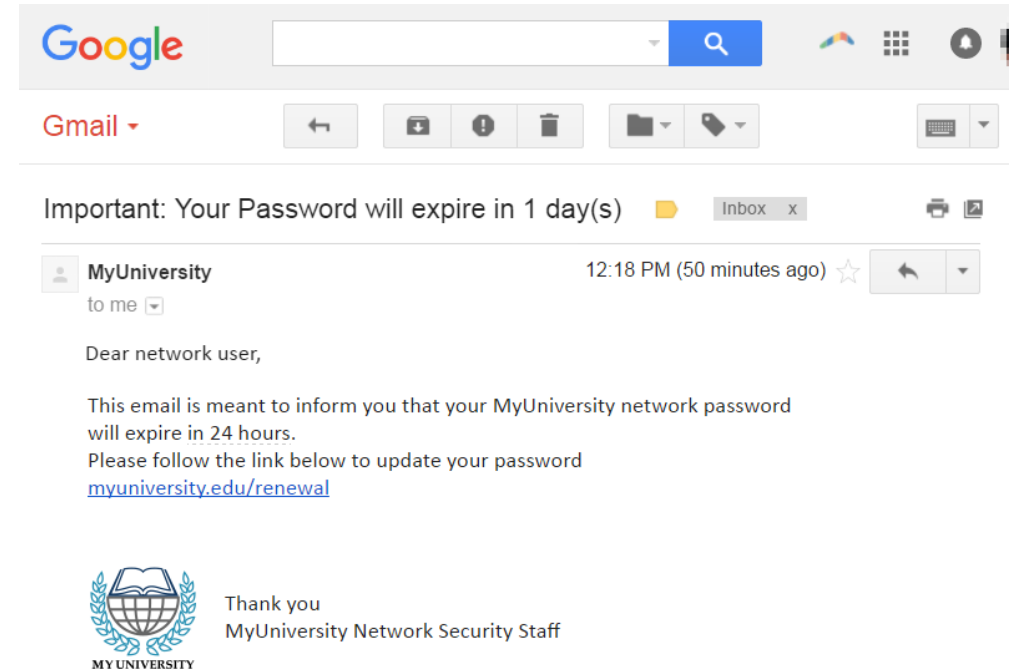 Google
Gmail
Important: Your Password will expire in 1 day(s) Inbox x
MyUniversity 12:18 PM (50 minutes ago)
to me
Dear network user,
This email is meant to inform you that your MyUniversity network password
will expire in 24 hours.
Please follow the link below to update your password
myuniversity.edu/renewal
Thank you
MyUniversity Network Security Staff
MY UNIVERSITY